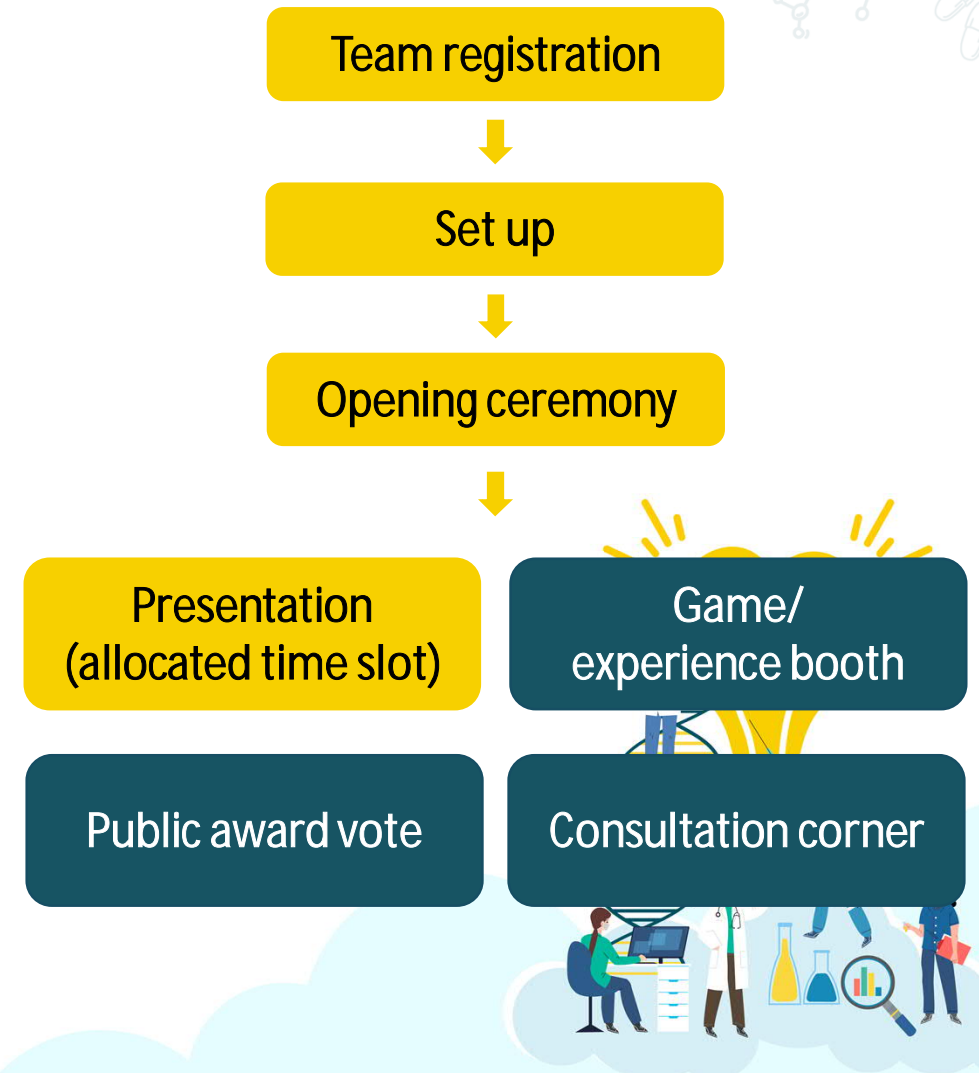 Team registration
Set up
Opening ceremony
Presentation
(allocated time slot)
Game/
experience booth
Public award vote
Consultation corner